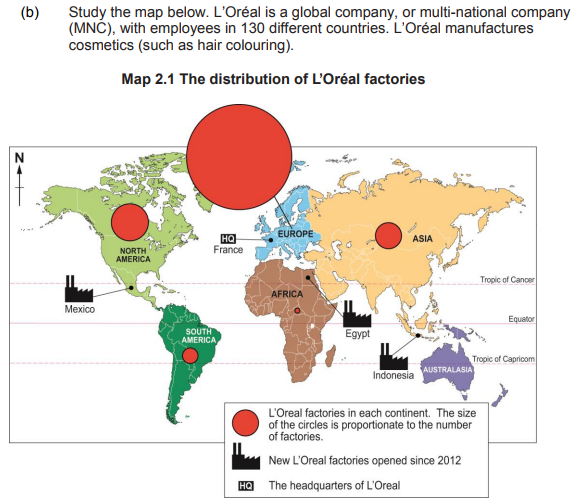 (b) Study the map below. L’Oréal is a global company, or multi-national company
(MNC), with employees in 130 different countries. L’Oréal manufactures
cosmetics (such as hair colouring).
Map 2.1 The distribution of L’Oréal factories
N
HQ
France
EUROPE
ASIA
NORTH
AMERICA
Tropic of Cancer
Mexico
AFRICA
Equator
Egypt
SOUTH
AMERICA
Indonesia
Tropic of Capricorn
AUSTRALASIA
L’Oreal factories in each continent. The size
of the circles is proportionate to the number
of factories.
New L’Oreal factories opened since 2012
HQ The headquarters of L’Oreal